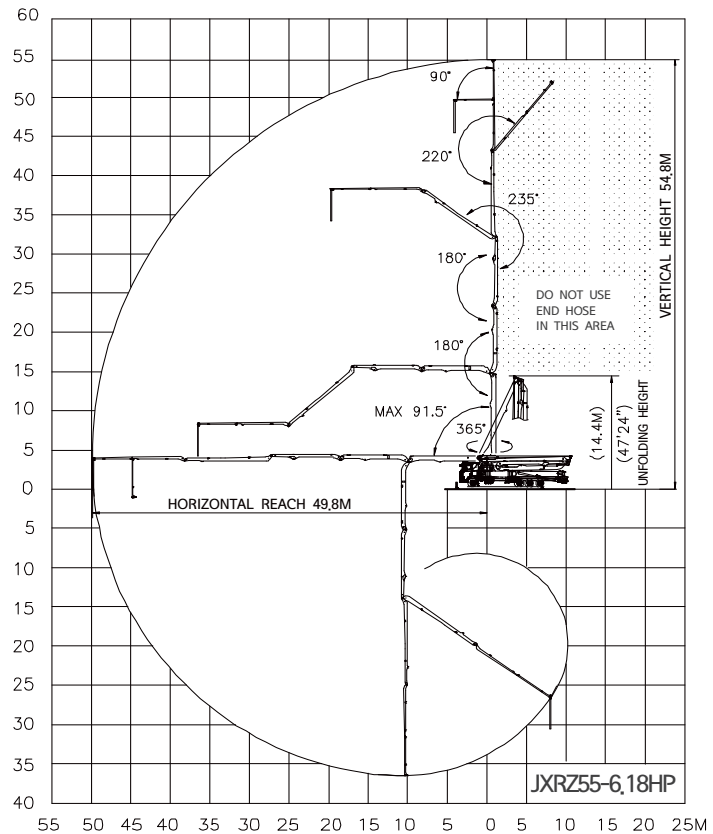 60
55
50
45
40
35
30
25
20
15
10
5
0
5
10
15
20
25
30
35
40
90°
220°
235°
180°
180°
MAX 91.5°
365°
DO NOT USE
END HOSE
IN THIS AREA
VERTICAL HEIGHT 54,8M
(14.4M)
(47'24")
UNFOLDING HEIGHT
HORIZONTAL REACH 49,8M
JXRZ55-6,18HP
55 50 45 40 35 30 25 20 15 10 5 0 5 10 15 20 25M